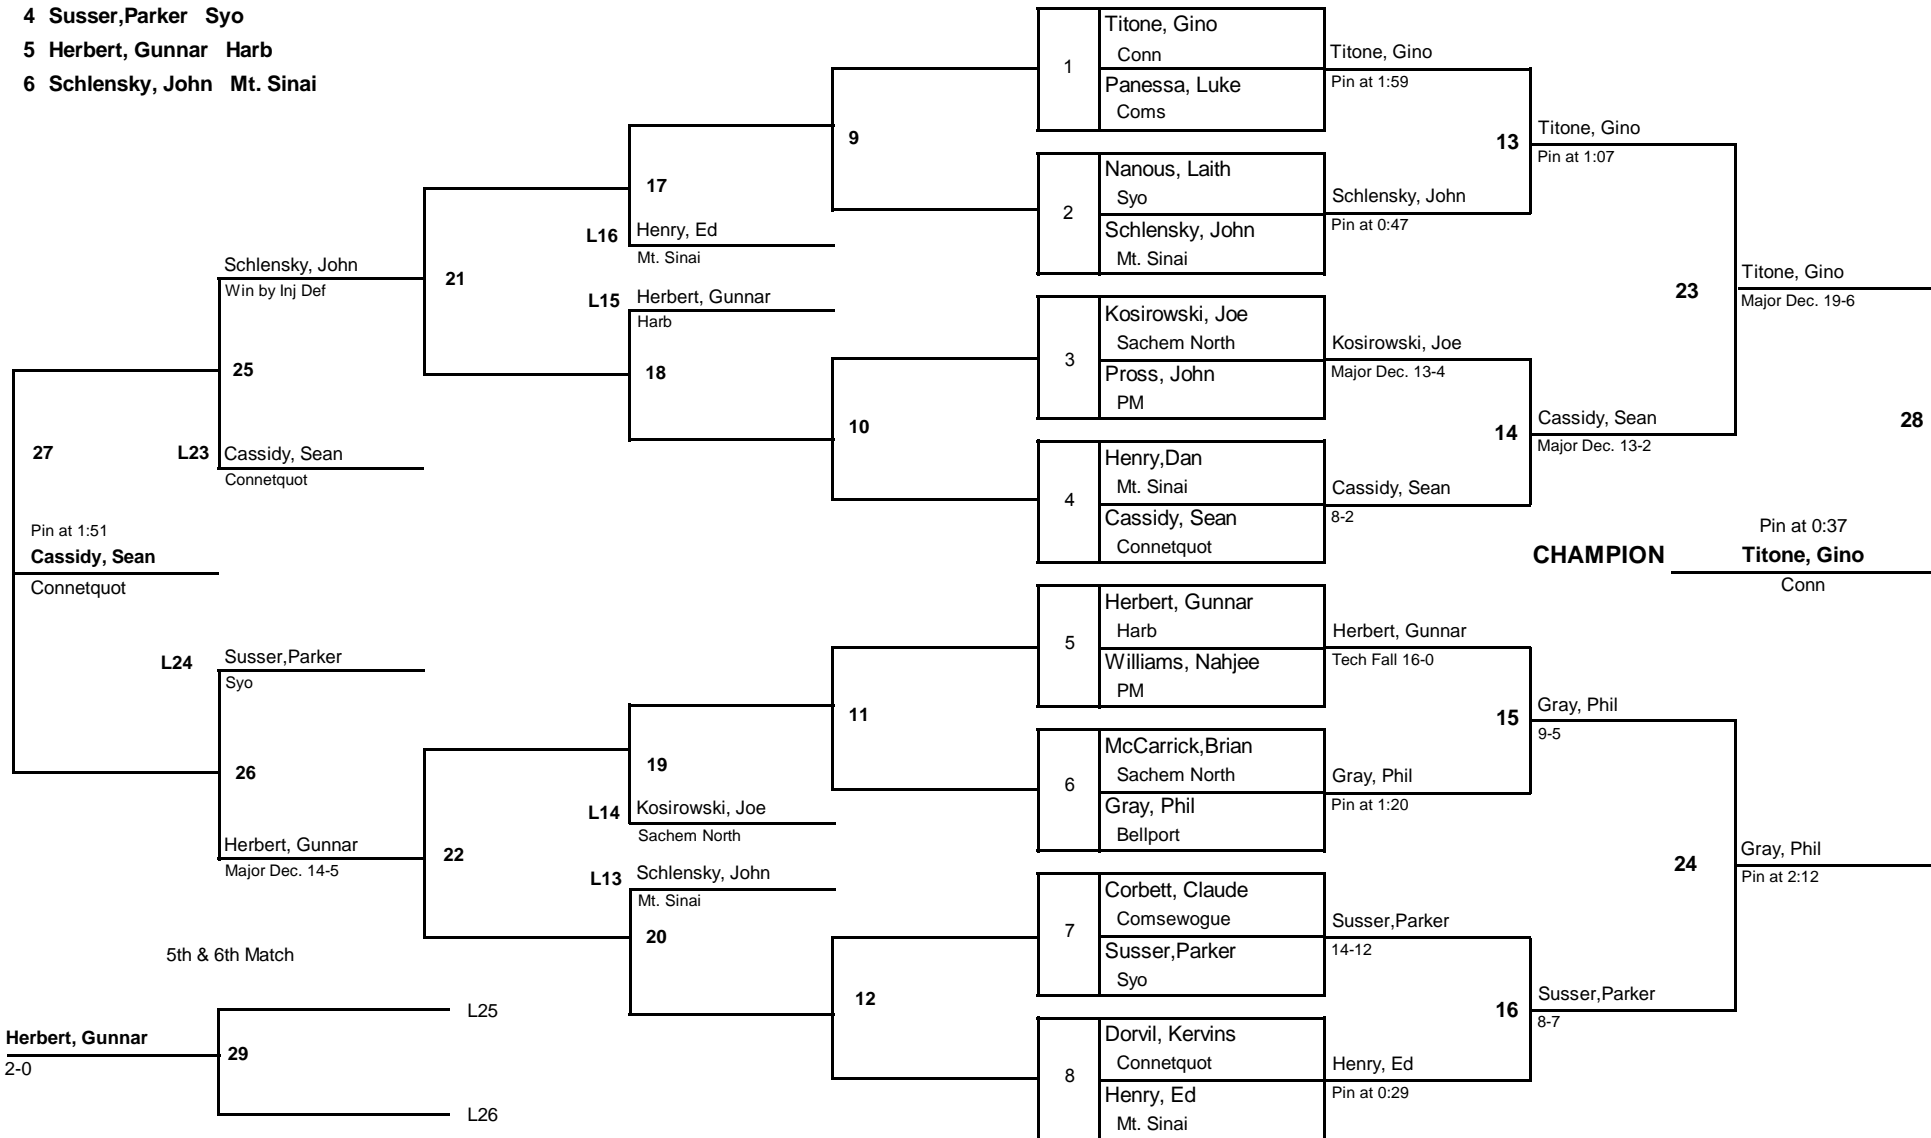 4 Susser,Parker Syo
5 Herbert, Gunnar Harb
6 Schlensky, John Mt. Sinai
1
Titone, Gino
Conn
Panessa, Luke
Coms
2
Nanous, Laith
Syo
Schlensky, John
Mt. Sinai
3
Kosirowski, Joe
Sachem North
Pross, John
PM
4
Henry,Dan
Mt. Sinai
Cassidy, Sean
Connetquot
5
Herbert, Gunnar
Harb
Williams, Nahjee
PM
6
McCarrick,Brian
Sachem North
Gray, Phil
Bellport
7
Corbett, Claude
Comsewogue
Susser,Parker
Syo
8
Dorvil, Kervins
Connetquot
Henry, Ed
Mt. Sinai
Titone, Gino
Pin at 1:59
13
Schlensky, John
Pin at 0:47
Kosirowski, Joe
Major Dec. 13-4
14
Cassidy, Sean
8-2
Herbert, Gunnar
Tech Fall 16-0
15
Gray, Phil
Pin at 1:20
Susser,Parker
14-12
16
Henry, Ed
Pin at 0:29
Titone, Gino
Pin at 1:07
23
Cassidy, Sean
Major Dec. 13-2
Gray, Phil
9-5
24
Susser,Parker
8-7
Titone, Gino
Major Dec. 19-6
28
Pin at 0:37
CHAMPION Titone, Gino
Conn
Gray, Phil
Pin at 2:12
9
10
11
12
17
L16 Henry, Ed
Mt. Sinai
L15 Herbert, Gunnar
Harb
18
19
L14 Kosirowski, Joe
Sachem North
L13 Schlensky, John
Mt. Sinai
20
21
22
Schlensky, John
Win by Inj Def
25
L23 Cassidy, Sean
Connetquot
27
Pin at 1:51
Cassidy, Sean
Connetquot
L24 Susser,Parker
Syo
26
Herbert, Gunnar
Major Dec. 14-5
5th & 6th Match
L25
Herbert, Gunnar
29
2-0
L26